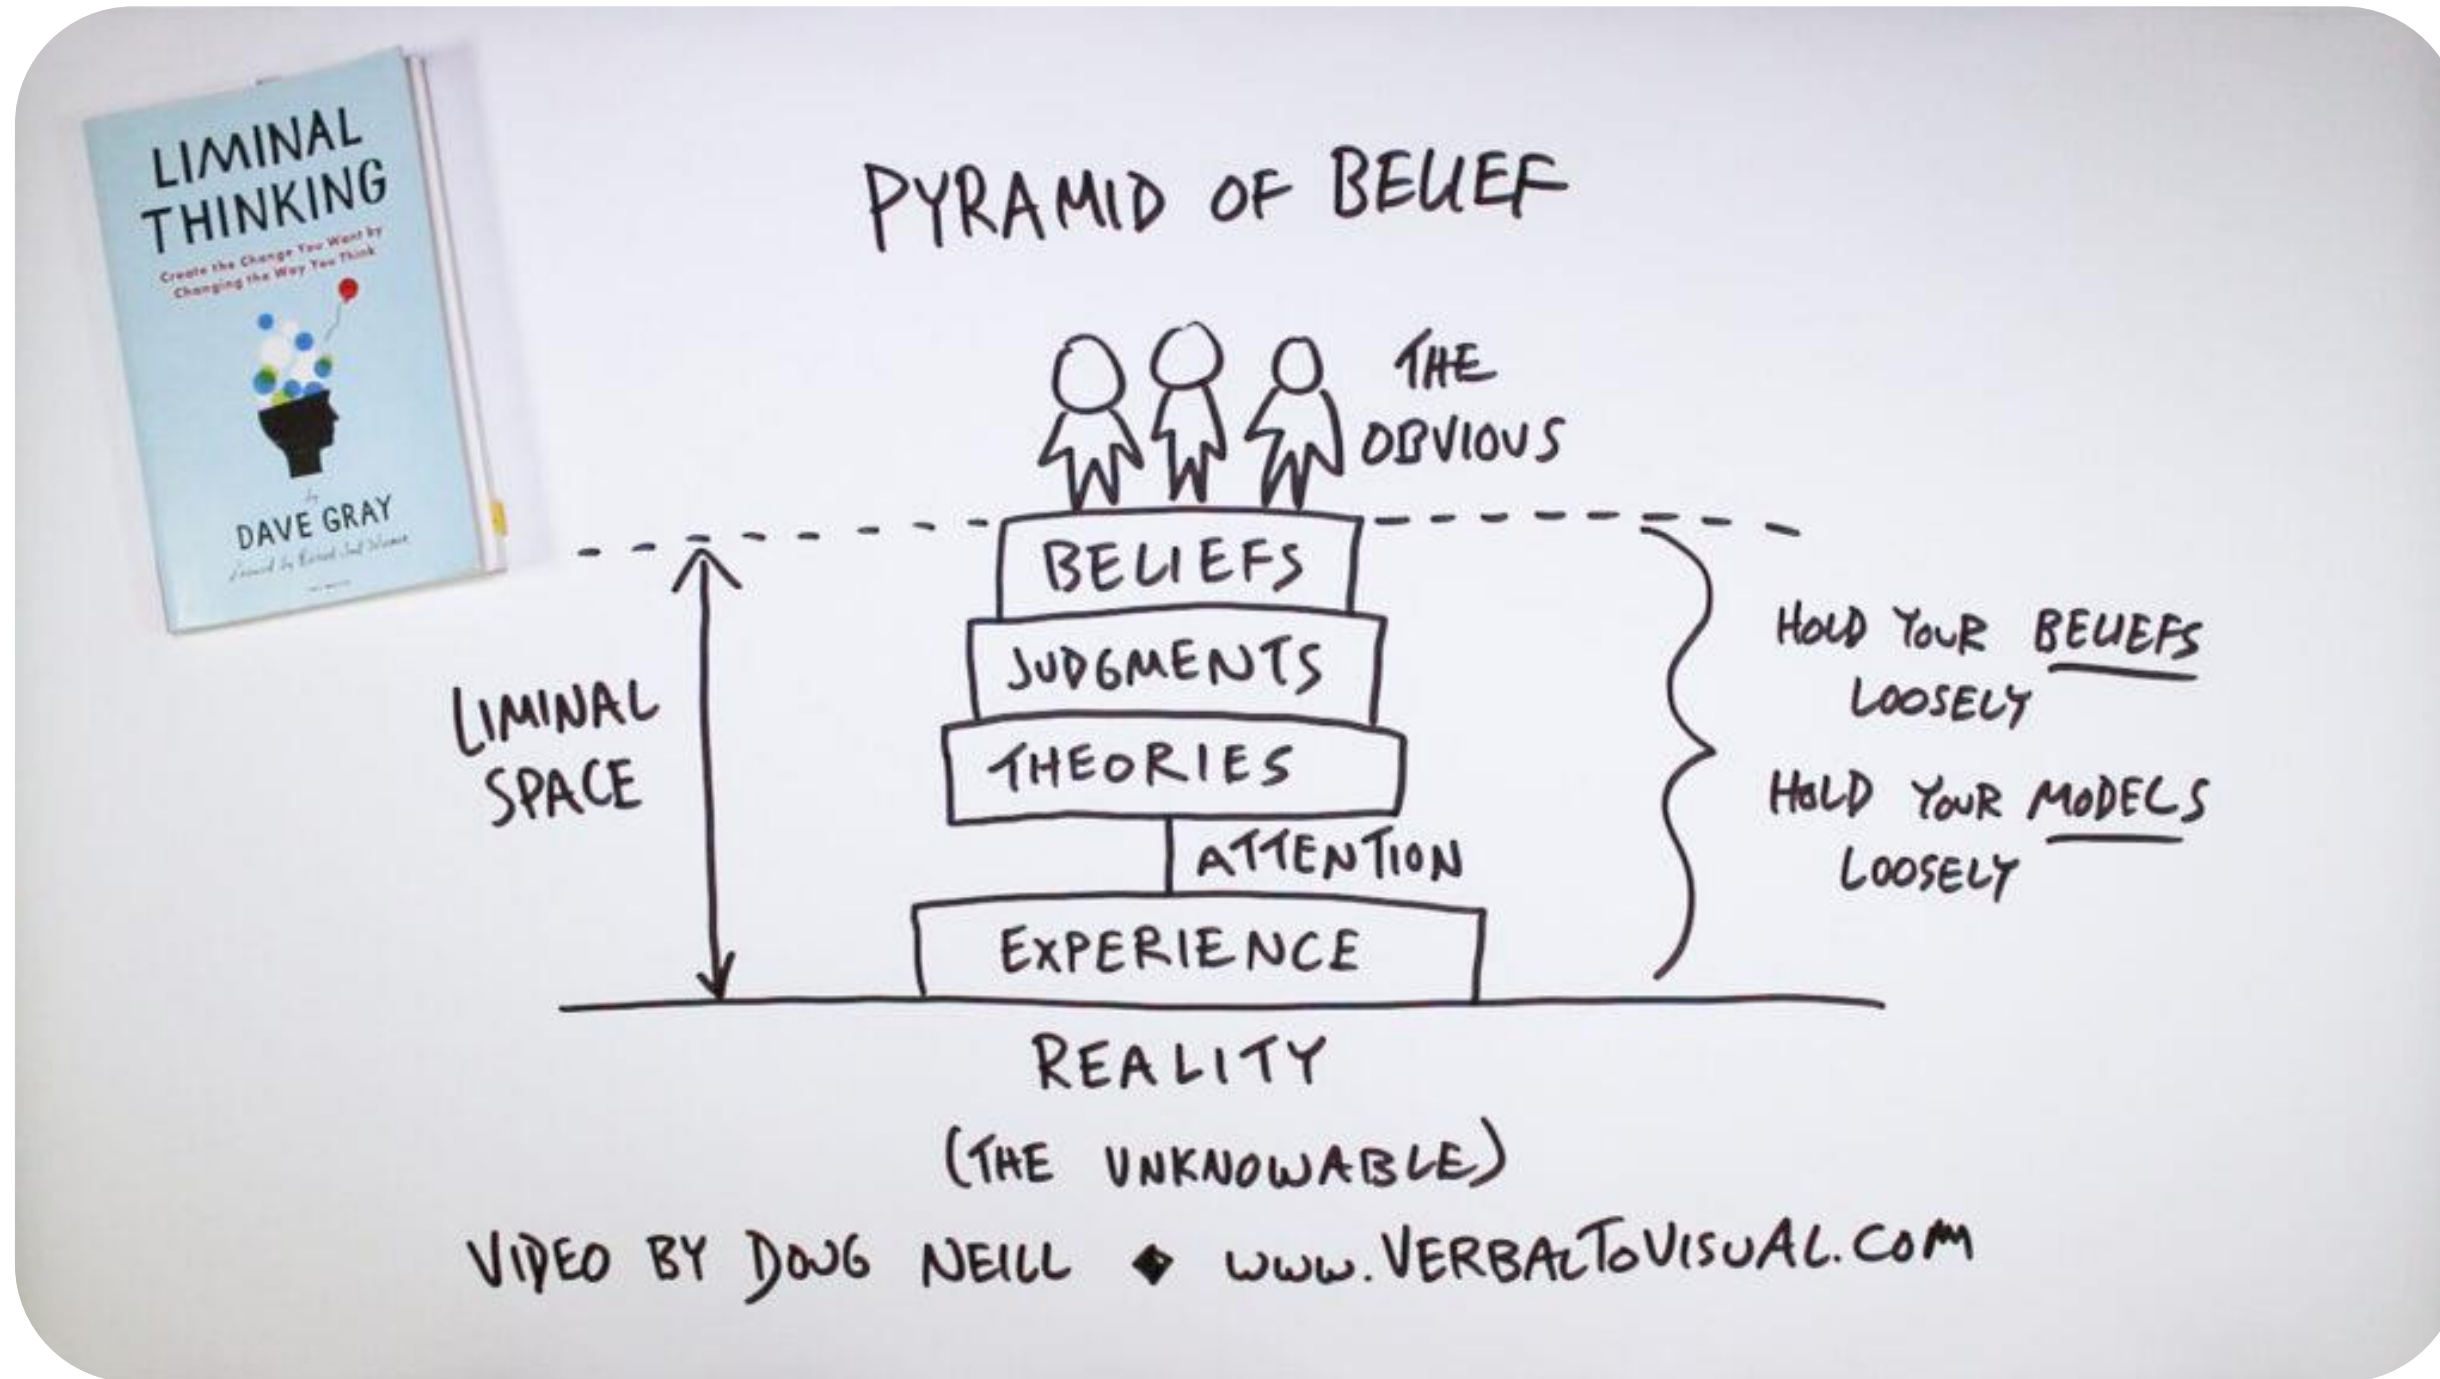 LIMINAL
THINKING
Create the Change You Want by
Changing the Way You Think
by
DAVE GRAY
PYRAMID OF BELIEF
THE
OBVIOUS
BELIEFS
JUDGMENTS
THEORIES
ATTENTION
EXPERIENCE
LIMINAL
SPACE
HOLD YOUR BELIEFS
LOOSELY
HOLD YOUR MODELS
LOOSELY
REALITY
(THE UNKNOWABLE)
VIDEO BY DOUG NEILL ◆ WWW.VERBALTOVISUAL.COM